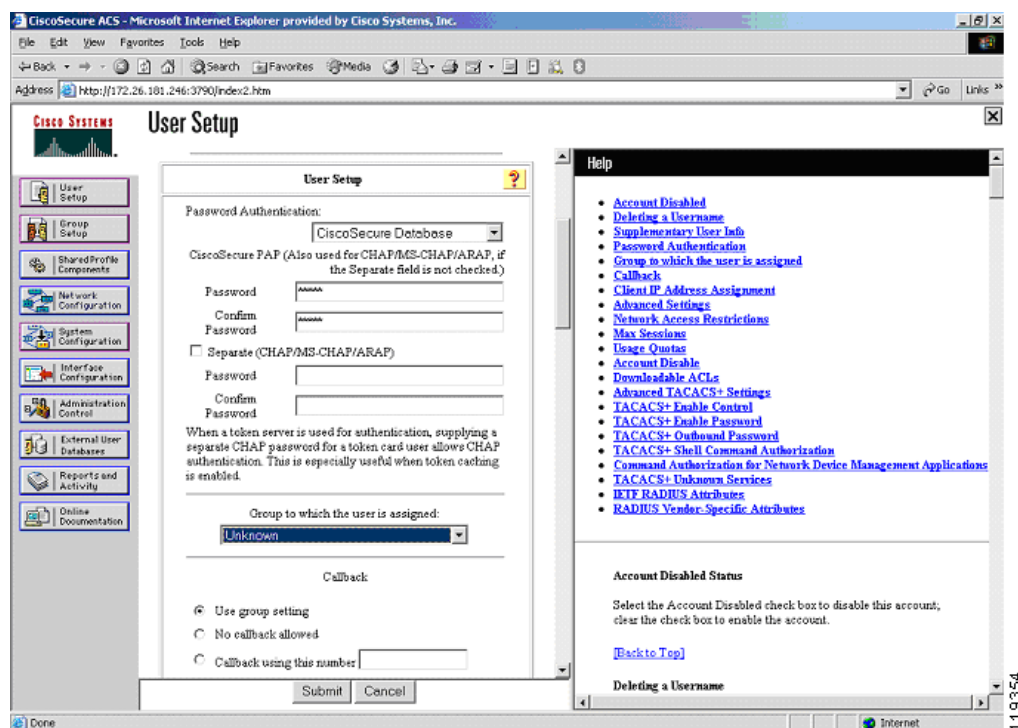 CiscoSecure ACS - Microsoft Internet Explorer provided by Cisco Systems, Inc.
File Edit View Favorites Tools Help
Back Search Favorites Media
Address http://172.26.181.246:3790/index2.htm Go Links »
CISCO SYSTEMS
User Setup
User Setup
Group Setup
Shared Profile Components
Network Configuration
System Configuration
Interface Configuration
Administration Control
External User Databases
Reports and Activity
Online Documentation
User Setup
?
Password Authentication:
CiscoSecure Database
CiscoSecure PAP (Also used for CHAP/MS-CHAP/ARAP, if
the Separate field is not checked.)
Password *****
Confirm
Password *****
Separate (CHAP/MS-CHAP/ARAP)
Password
Confirm
Password
When a token server is used for authentication, supplying a
separate CHAP password for a token card user allows CHAP
authentication. This is especially useful when token caching
is enabled.
Group to which the user is assigned:
Unknown
Callback
Use group setting
No callback allowed
Callback using this number
Submit Cancel
Help
Account Disabled
Deleting a Username
Supplementary User Info
Password Authentication
Group to which the user is assigned
Callback
Client IP Address Assignment
Advanced Settings
Network Access Restrictions
Max Sessions
Usage Quotas
Account Disable
Downloadable ACLs
Advanced TACACS+ Settings
TACACS+ Enable Control
TACACS+ Enable Password
TACACS+ Outbound Password
TACACS+ Shell Command Authorization
Command Authorization for Network Device Management Applications
TACACS+ Unknown Services
IETF RADIUS Attributes
RADIUS Vendor-Specific Attributes
Account Disabled Status
Select the Account Disabled check box to disable this account;
clear the check box to enable the account.
[Back to Top]
Deleting a Username
Done Internet
119354